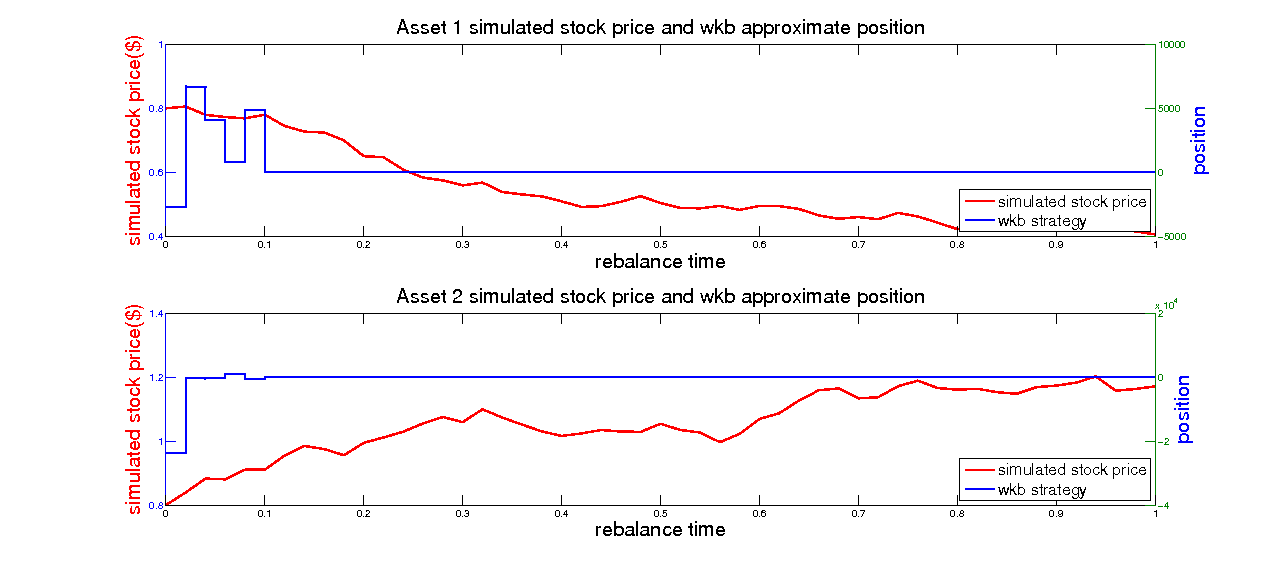 Asset 1 simulated stock price and wkb approximate position
simulated stock price($)
1
0.8
0.6
0.4
10000
5000
0
-5000
position
simulated stock price
wkb strategy
0 0.1 0.2 0.3 0.4 0.5 0.6 0.7 0.8 0.9 1
rebalance time
Asset 2 simulated stock price and wkb approximate position
simulated stock price($)
1.4
1.2
1
0.8
x 10^4
2
0
-2
-4
position
simulated stock price
wkb strategy
0 0.1 0.2 0.3 0.4 0.5 0.6 0.7 0.8 0.9 1
rebalance time